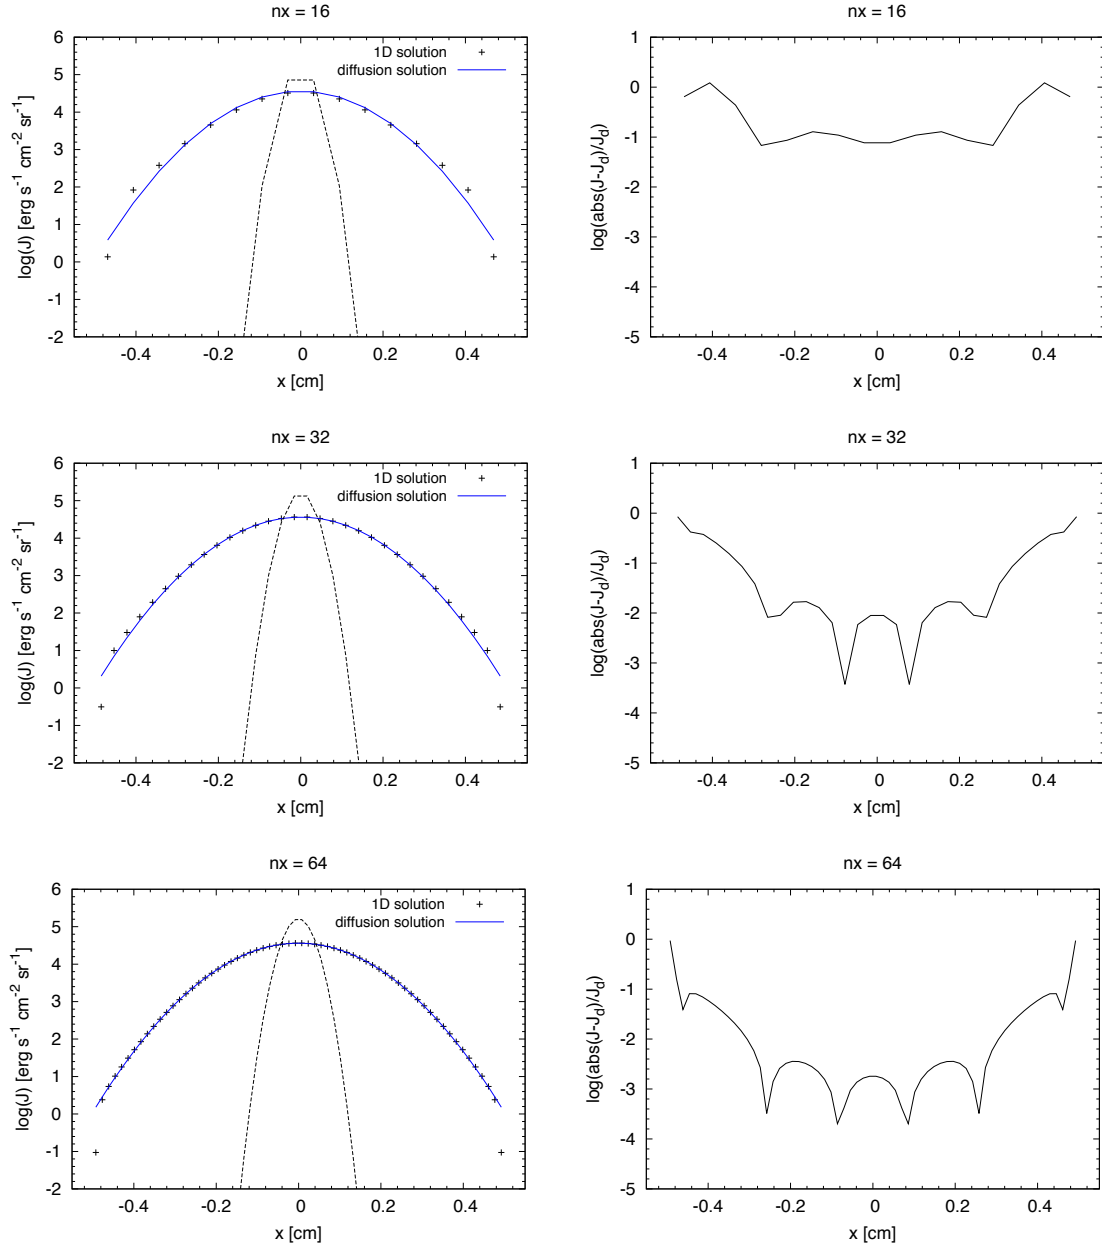 nx = 16
6
5
4
3
2
1
0
-1
-2
log(J) [erg s-1 cm-2 sr-1]
1D solution
diffusion solution
-0.4 -0.2 0 0.2 0.4
x [cm]
nx = 16
1
0
-1
-2
-3
-4
-5
log(abs(J-Jd)/Jd)
-0.4 -0.2 0 0.2 0.4
x [cm]
nx = 32
6
5
4
3
2
1
0
-1
-2
log(J) [erg s-1 cm-2 sr-1]
1D solution
diffusion solution
-0.4 -0.2 0 0.2 0.4
x [cm]
nx = 32
1
0
-1
-2
-3
-4
-5
log(abs(J-Jd)/Jd)
-0.4 -0.2 0 0.2 0.4
x [cm]
nx = 64
6
5
4
3
2
1
0
-1
-2
log(J) [erg s-1 cm-2 sr-1]
1D solution
diffusion solution
-0.4 -0.2 0 0.2 0.4
x [cm]
nx = 64
1
0
-1
-2
-3
-4
-5
log(abs(J-Jd)/Jd)
-0.4 -0.2 0 0.2 0.4
x [cm]